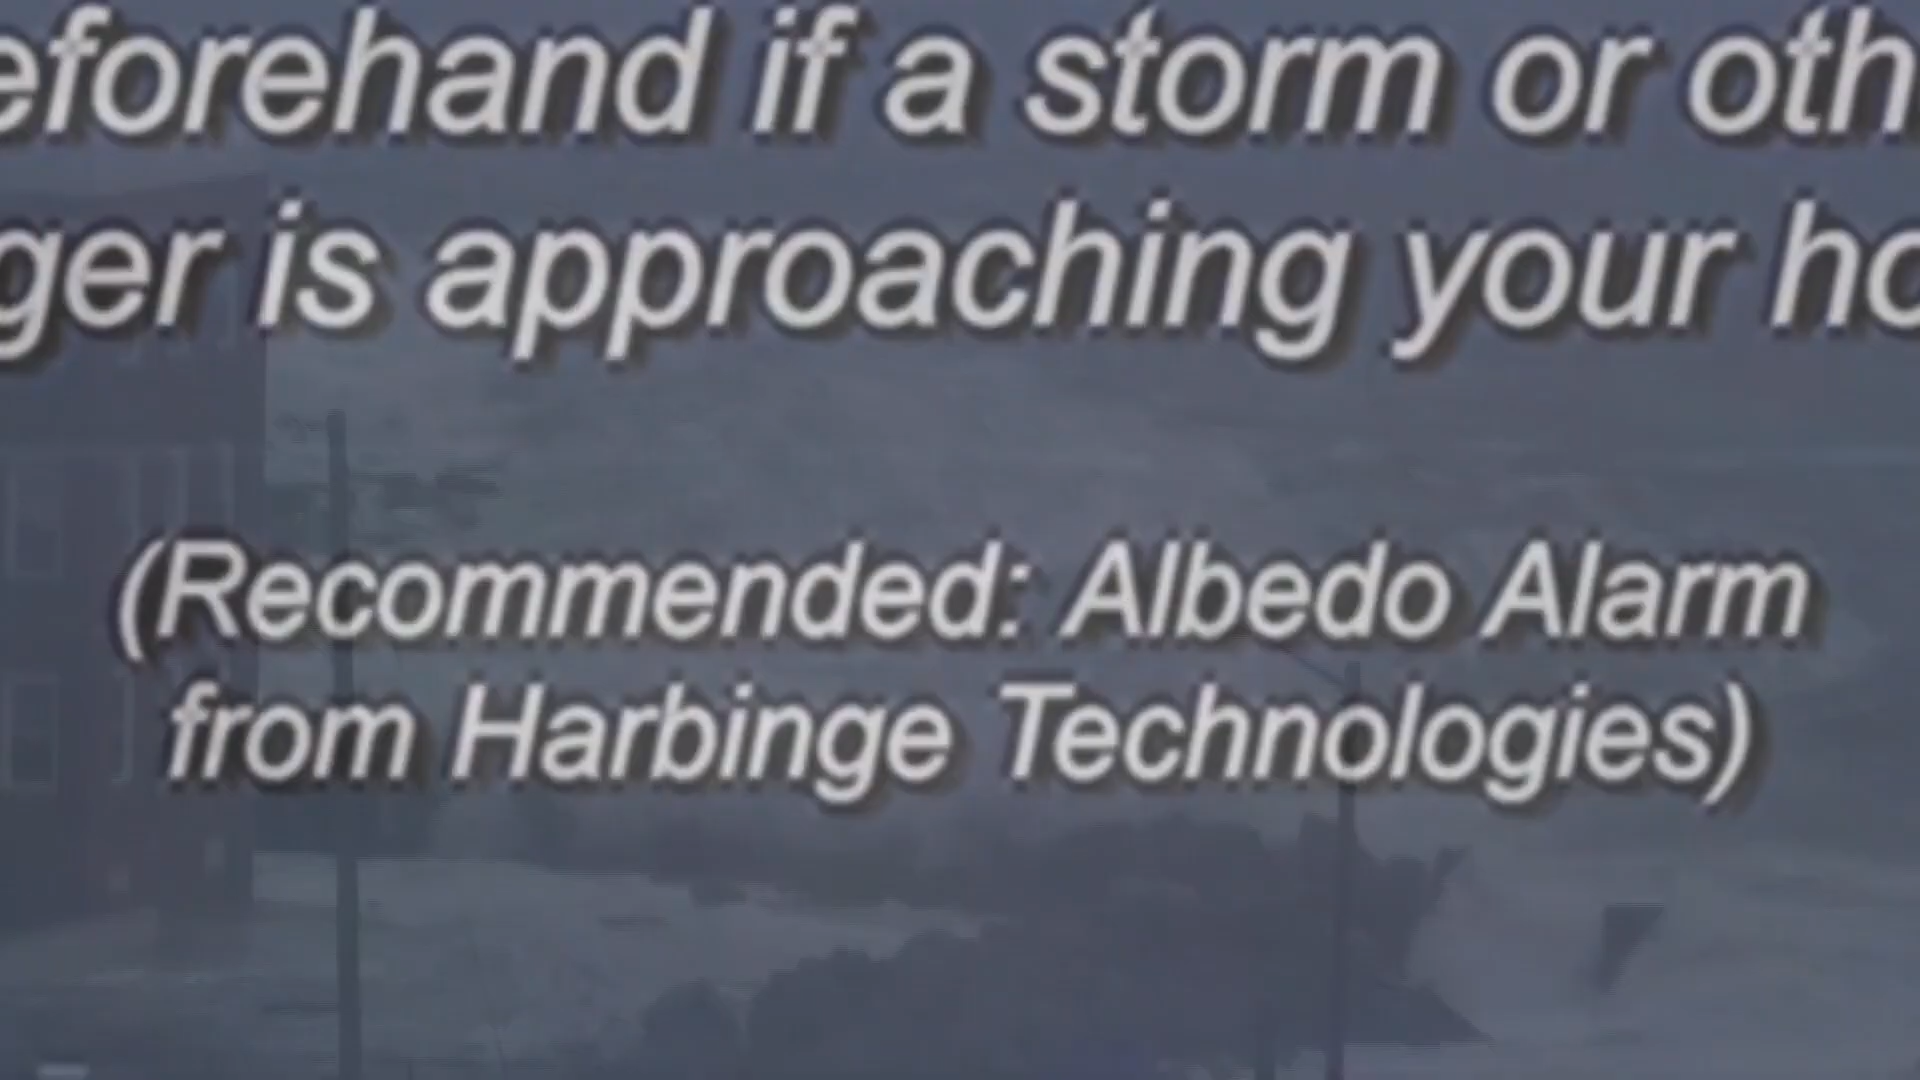 eforehand if a storm or oth
ger is approaching your ho
(Recommended: Albedo Alarm
from Harbinge Technologies)